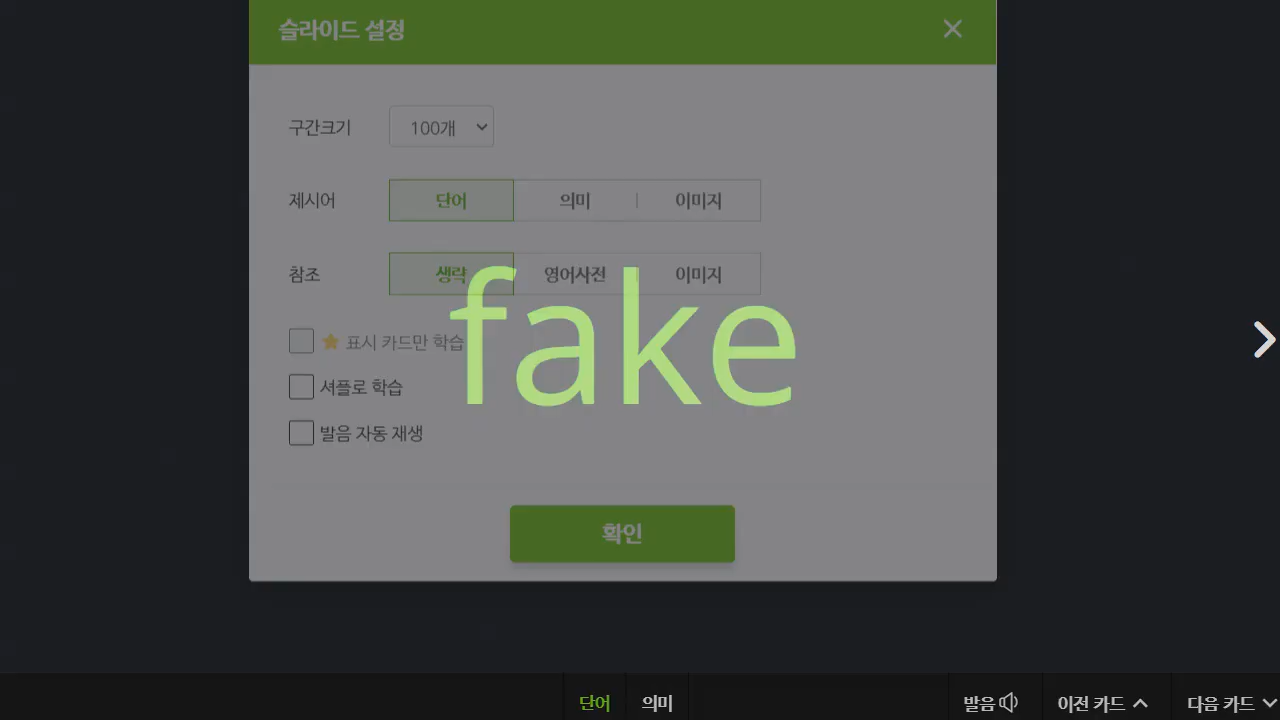 슬라이드 설정
구간크기 100개
제시어 단어 의미 이미지
참조 생략 영어사전 이미지
표시 카드만 학습
셔플로 학습
발음 자동 재생
fake
확인
단어 의미 발음 이전 카드 다음 카드